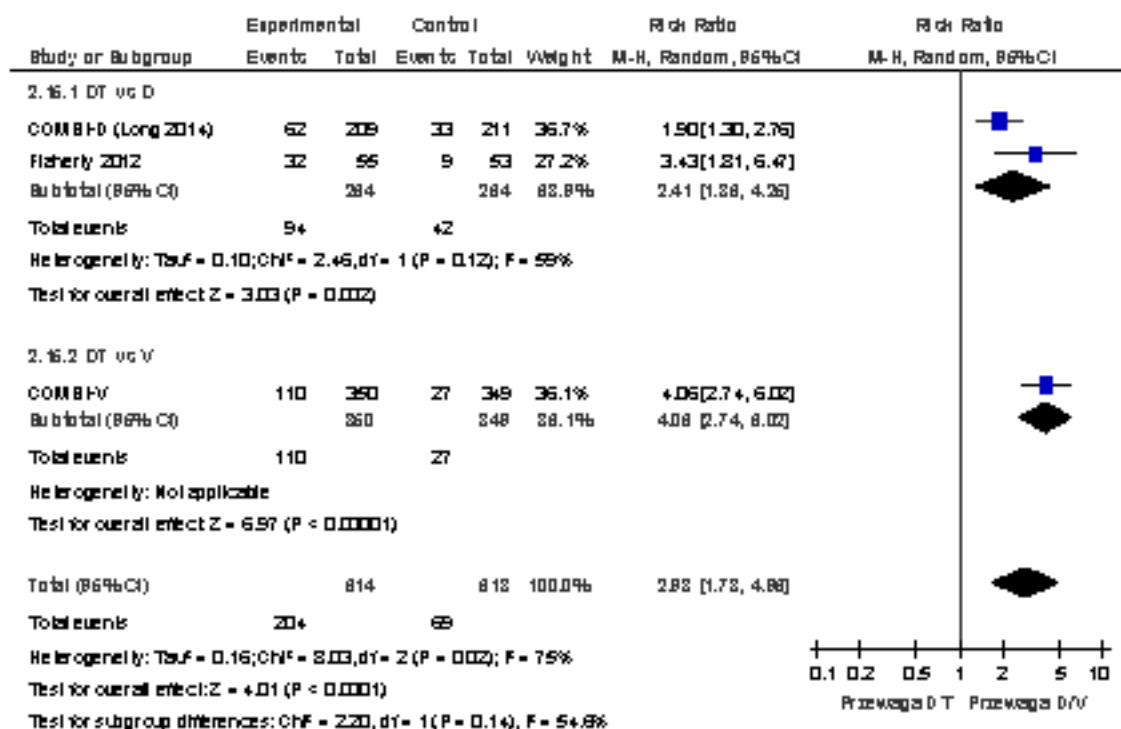 Experimental Control Risk Ratio Risk Ratio
Study or Subgroup Events Total Events Total Weight M-H, Random, 95% CI M-H, Random, 95% CI
2.16.1 DT vs D
COMBI-D (Long 2014) 62 209 33 211 36.7% 1.90 [1.30, 2.76]
Flaherty 2012 32 55 9 53 27.2% 3.43 [1.81, 6.47]
Subtotal (95% CI) 264 264 63.9% 2.41 [1.36, 4.26]
Total events 94 42
Heterogeneity: Tau² = 0.10; Chi² = 2.46, df = 1 (P = 0.12); I² = 59%
Test for overall effect: Z = 3.03 (P = 0.002)
2.16.2 DT vs V
COMBI-V 110 350 27 349 36.1% 4.06 [2.74, 6.02]
Subtotal (95% CI) 350 349 36.1% 4.06 [2.74, 6.02]
Total events 110 27
Heterogeneity: Not applicable
Test for overall effect: Z = 6.97 (P < 0.00001)
Total (95% CI) 614 613 100.0% 2.93 [1.73, 4.96]
Total events 204 69
Heterogeneity: Tau² = 0.16; Chi² = 8.03, df = 2 (P = 0.02); I² = 75%
Test for overall effect: Z = 4.01 (P < 0.0001)
Test for subgroup differences: Chi² = 2.20, df = 1 (P = 0.14), I² = 54.6%
0.1 0.2 0.5 1 2 5 10
Przewaga DT Przewaga D/V